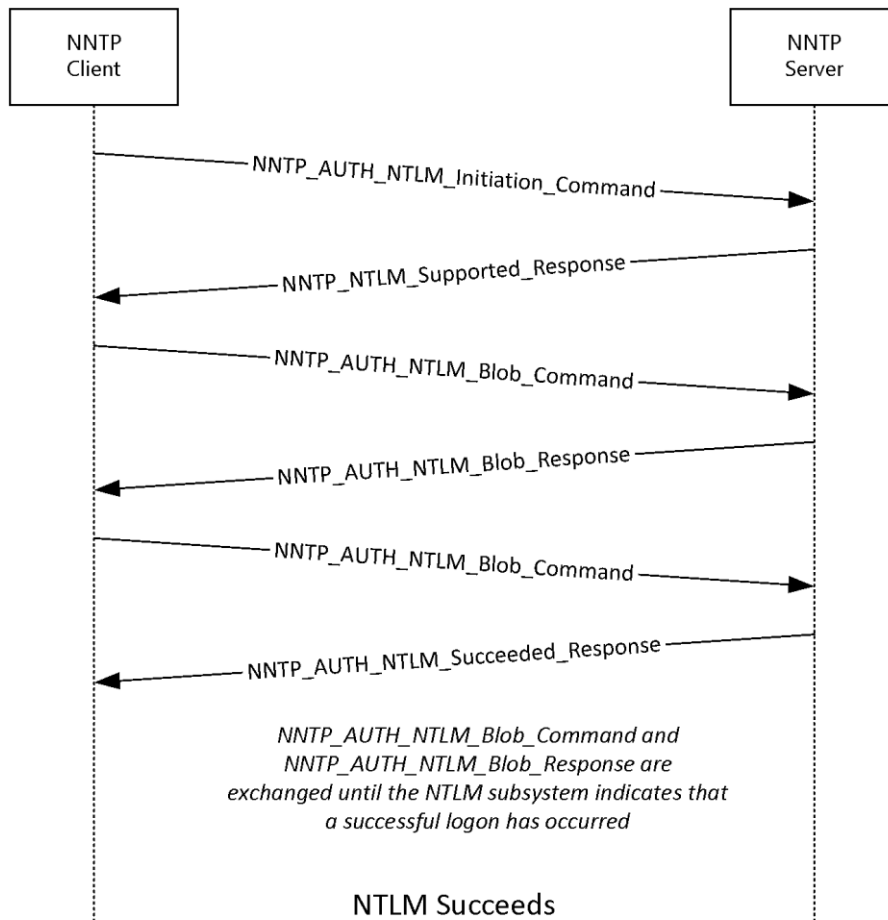 NNTP
Client
NNTP
Server
NNTP_AUTH_NTLM_Initiation_Command
NNTP_NTLM_Supported_Response
NNTP_AUTH_NTLM_Blob_Command
NNTP_AUTH_NTLM_Blob_Response
NNTP_AUTH_NTLM_Blob_Command
NNTP_AUTH_NTLM_Succeeded_Response
NNTP_AUTH_NTLM_Blob_Command and
NNTP_AUTH_NTLM_Blob_Response are
exchanged until the NTLM subsystem indicates that
a successful logon has occurred
NTLM Succeeds